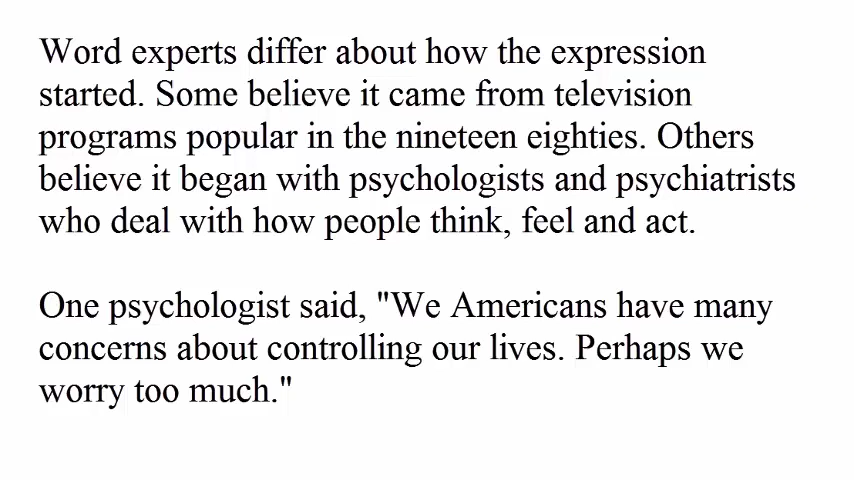 Word experts differ about how the expression
started. Some believe it came from television
programs popular in the nineteen eighties. Others
believe it began with psychologists and psychiatrists
who deal with how people think, feel and act.
One psychologist said, "We Americans have many
concerns about controlling our lives. Perhaps we
worry too much."